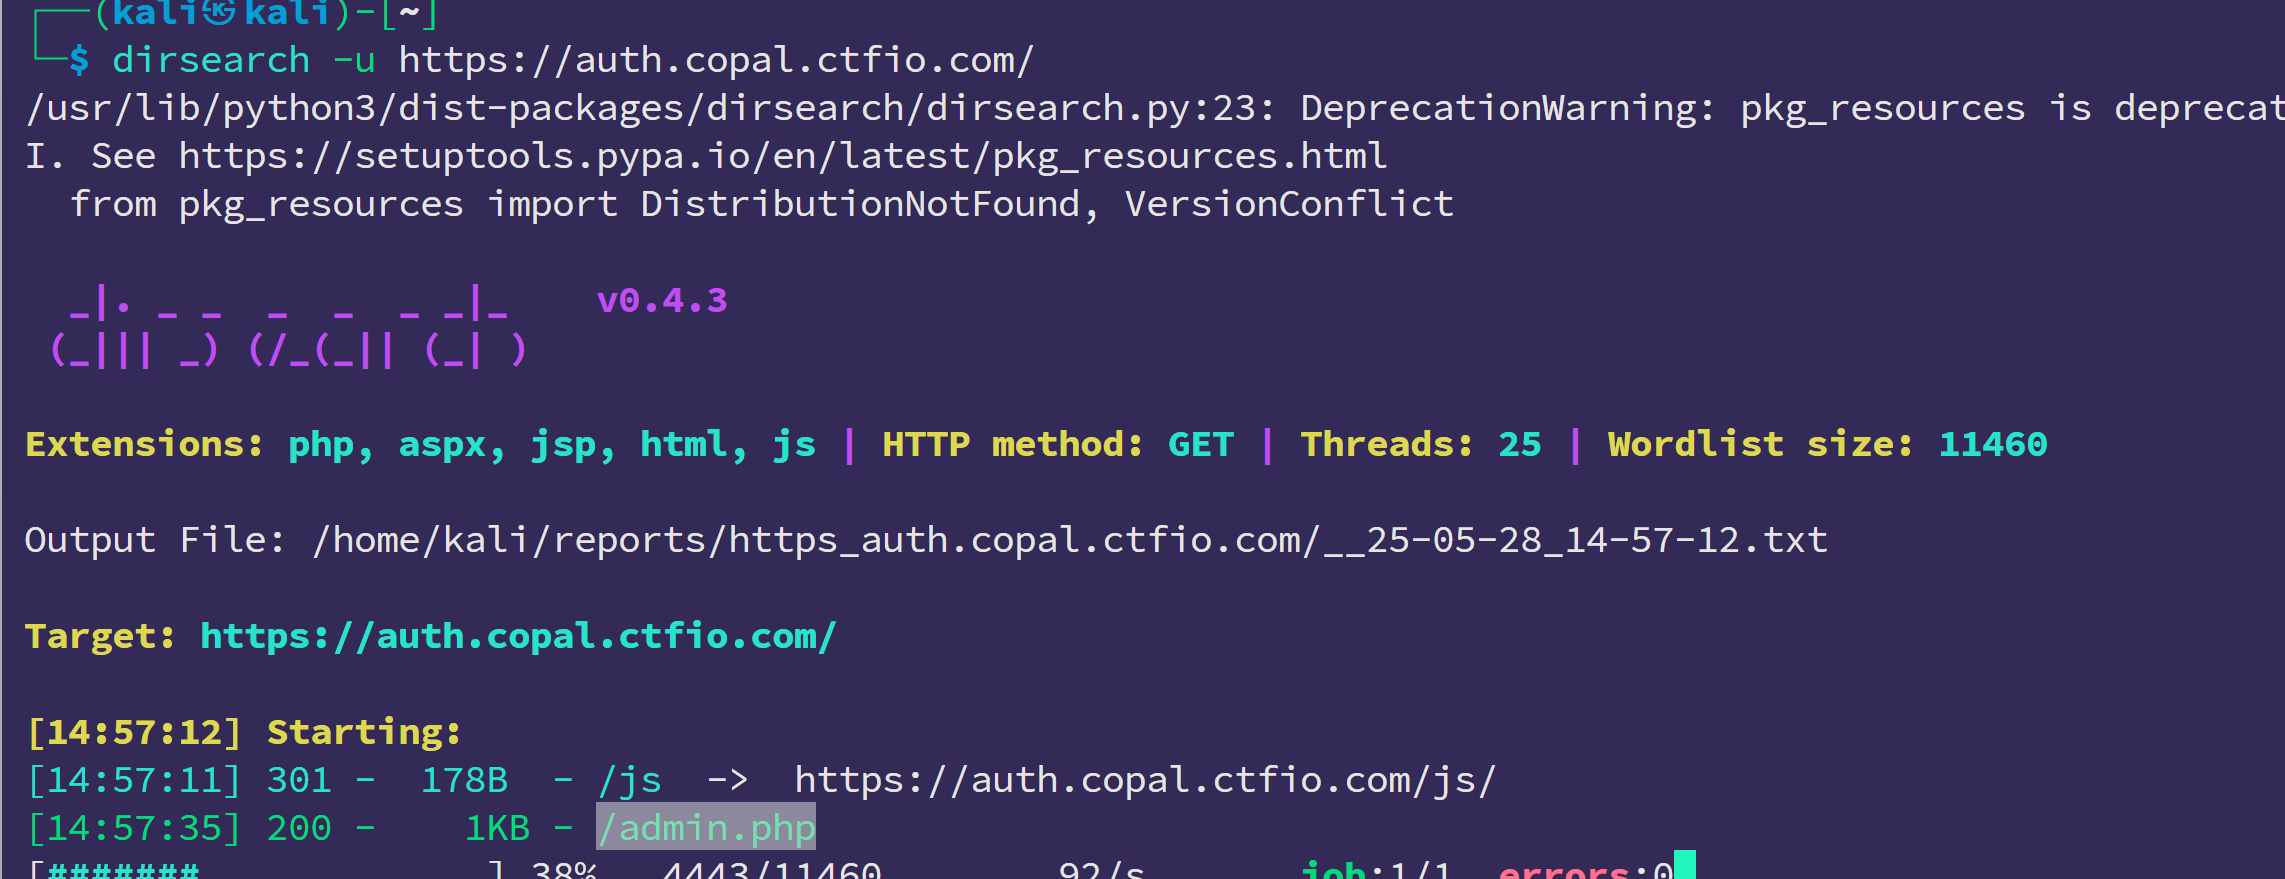 ┌──(kali㉿kali)-[~]
└─$ dirsearch -u https://auth.copal.ctfio.com/
/usr/lib/python3/dist-packages/dirsearch/dirsearch.py:23: DeprecationWarning: pkg_resources is deprecat
I. See https://setuptools.pypa.io/en/latest/pkg_resources.html
  from pkg_resources import DistributionNotFound, VersionConflict

  _|. _ _  _  _  _ _|_    v0.4.3
 (_||| _) (/_(_|| (_| )

Extensions: php, aspx, jsp, html, js | HTTP method: GET | Threads: 25 | Wordlist size: 11460

Output File: /home/kali/reports/https_auth.copal.ctfio.com/__25-05-28_14-57-12.txt

Target: https://auth.copal.ctfio.com/

[14:57:12] Starting:
[14:57:11] 301 -  178B  - /js  ->  https://auth.copal.ctfio.com/js/
[14:57:35] 200 -    1KB - /admin.php
[#######             ] 38%   4443/11460        92/s       job:1/1  errors:0